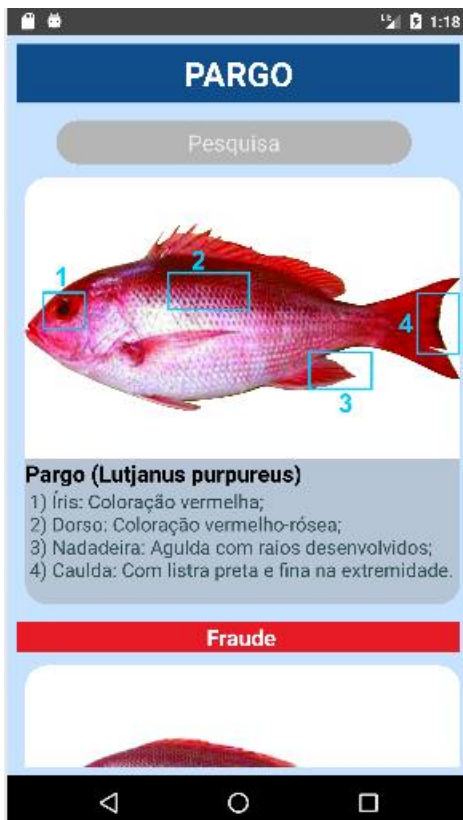 1:18
PARGO
Pesquisa
1
2
3
4
Pargo (Lutjanus purpureus)
1) Íris: Coloração vermelha;
2) Dorso: Coloração vermelho-rósea;
3) Nadadeira: Agulda com raios desenvolvidos;
4) Caulda: Com listra preta e fina na extremidade.
Fraude